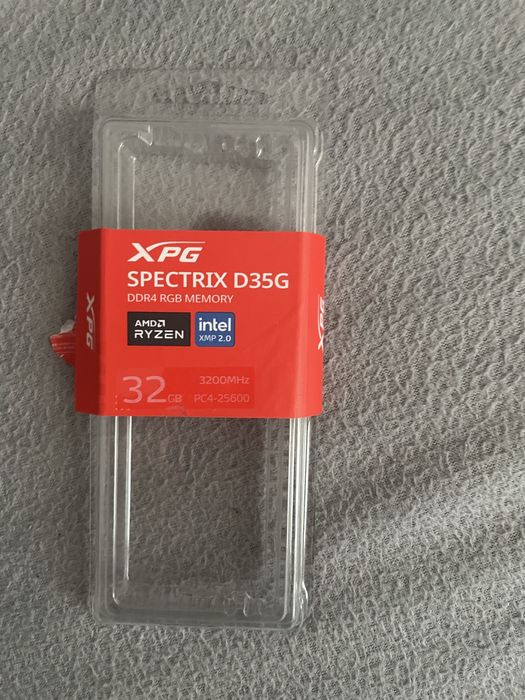 XPG
SPECTRIX D35G
DDR4 RGB MEMORY
AMD
RYZEN
intel
XMP 2.0
32GB
3200MHz
PC4-25600
XPG
XPG